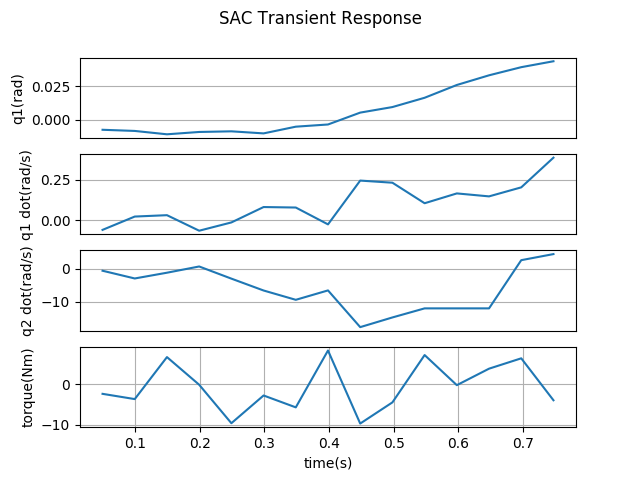 SAC Transient Response
q1(rad)
0.025
0.000
q1 dot(rad/s)
0.25
0.00
q2 dot(rad/s)
0
−10
torque(Nm)
0
−10
0.1 0.2 0.3 0.4 0.5 0.6 0.7
time(s)